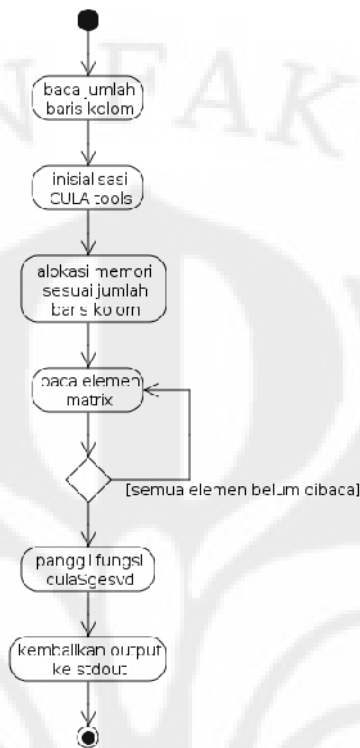 baca jumlah
baris kolom
inisialisasi
CULA tools
alokasi memori
sesuai jumlah
baris kolom
baca elemen
matrix
[semua elemen belum dibaca]
panggil fungsi
culaSgesvd
kembalikan output
ke stdout